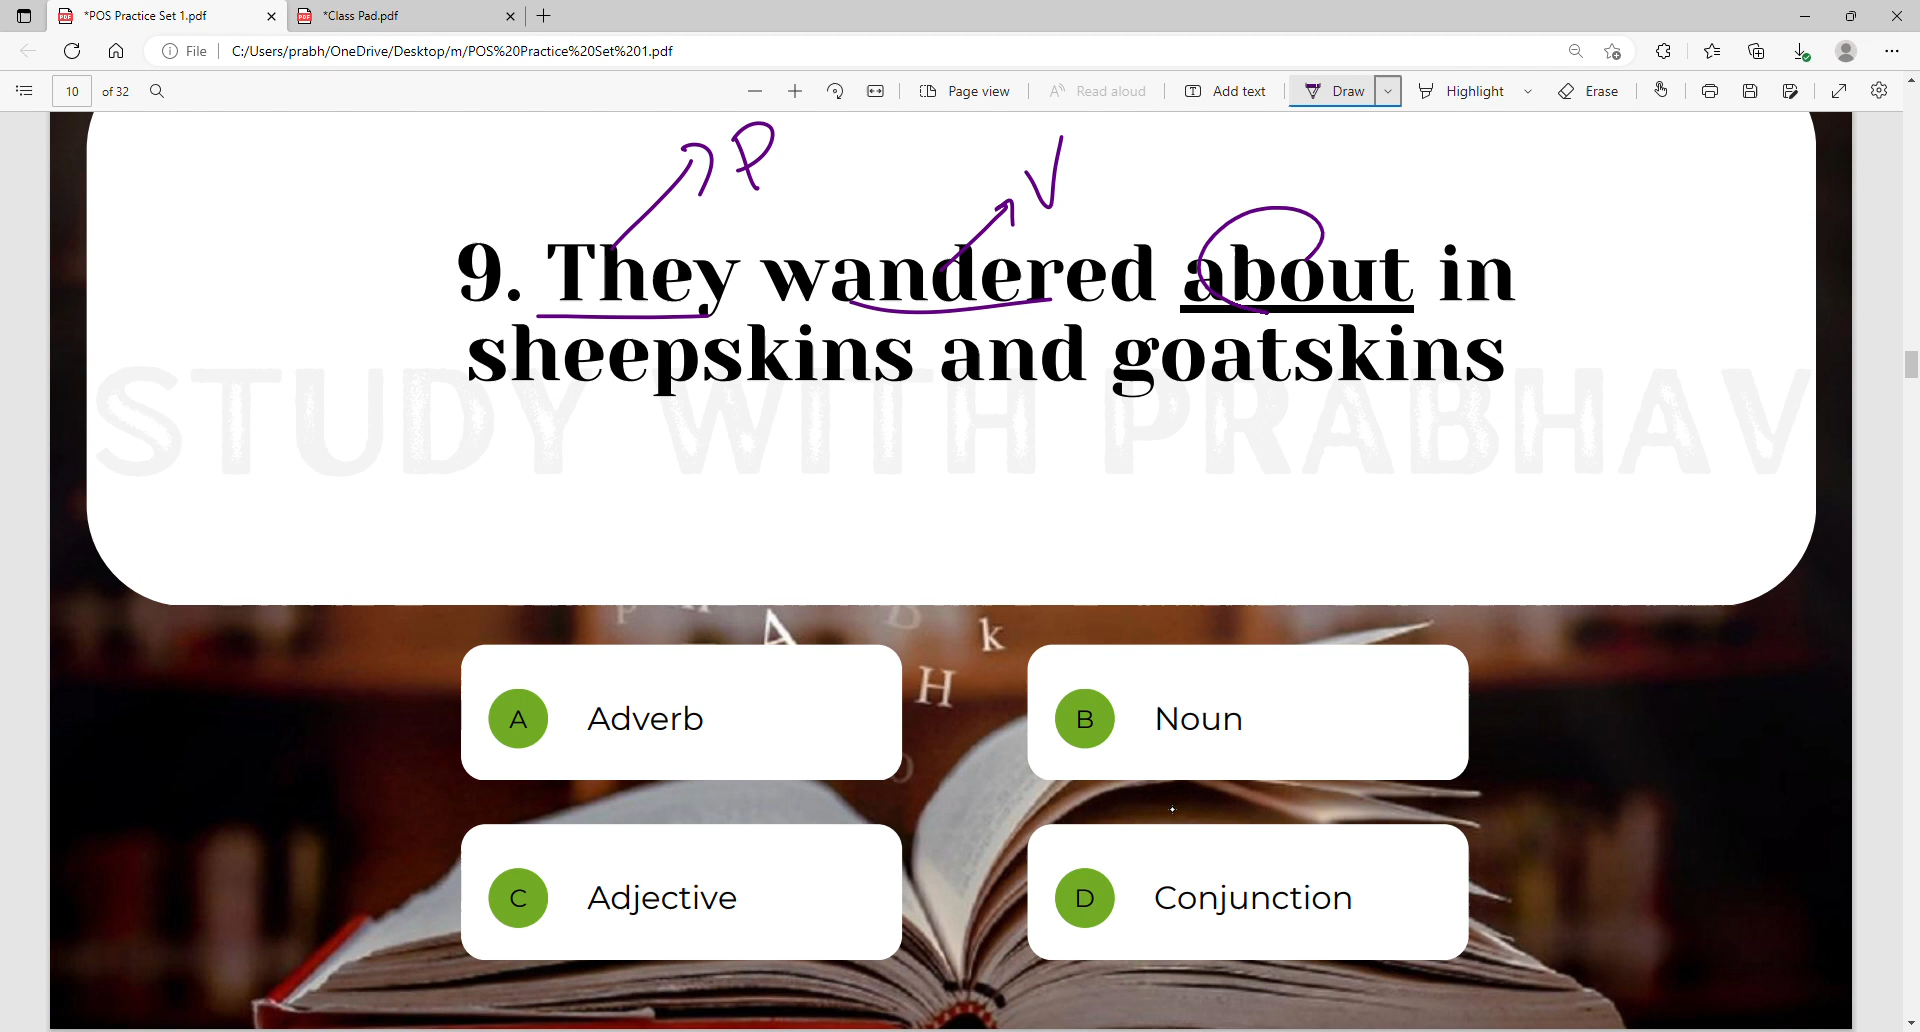 *POS Practice Set 1.pdf
*Class Pad.pdf
File
C:/Users/prabh/OneDrive/Desktop/m/POS%20Practice%20Set%201.pdf
10 of 32
Page view
Read aloud
Add text
Draw
Highlight
Erase
P
V
9. They wandered about in
sheepskins and goatskins
STUDY WITH PRABHAV
A
B
k
H
A Adverb
B Noun
C Adjective
D Conjunction